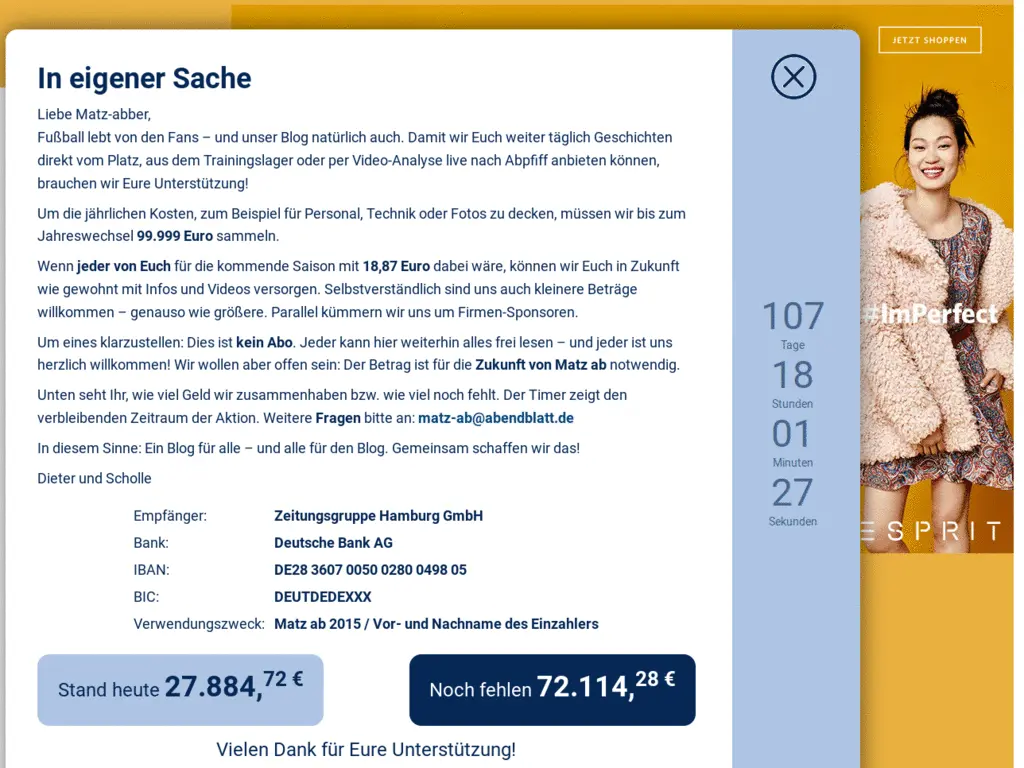 JETZT SHOPPEN
In eigener Sache
Liebe Matz-abber,
Fußball lebt von den Fans – und unser Blog natürlich auch. Damit wir Euch weiter täglich Geschichten
direkt vom Platz, aus dem Trainingslager oder per Video-Analyse live nach Abpfiff anbieten können,
brauchen wir Eure Unterstützung!
Um die jährlichen Kosten, zum Beispiel für Personal, Technik oder Fotos zu decken, müssen wir bis zum
Jahreswechsel 99.999 Euro sammeln.
Wenn jeder von Euch für die kommende Saison mit 18,87 Euro dabei wäre, können wir Euch in Zukunft
wie gewohnt mit Infos und Videos versorgen. Selbstverständlich sind uns auch kleinere Beträge
willkommen – genauso wie größere. Parallel kümmern wir uns um Firmen-Sponsoren.
Um eines klarzustellen: Dies ist kein Abo. Jeder kann hier weiterhin alles frei lesen – und jeder ist uns
herzlich willkommen! Wir wollen aber offen sein: Der Betrag ist für die Zukunft von Matz ab notwendig.
Unten seht Ihr, wie viel Geld wir zusammenhaben bzw. wie viel noch fehlt. Der Timer zeigt den
verbleibenden Zeitraum der Aktion. Weitere Fragen bitte an: matz-ab@abendblatt.de
In diesem Sinne: Ein Blog für alle – und alle für den Blog. Gemeinsam schaffen wir das!
Dieter und Scholle
Empfänger: Zeitungsgruppe Hamburg GmbH
Bank: Deutsche Bank AG
IBAN: DE28 3607 0050 0280 0498 05
BIC: DEUTDEDEXXX
Verwendungszweck: Matz ab 2015 / Vor- und Nachname des Einzahlers
Stand heute 27.884,72 €
Noch fehlen 72.114,28 €
Vielen Dank für Eure Unterstützung!
107
Tage
18
Stunden
01
Minuten
27
Sekunden
#ImPerfect
ESPRIT